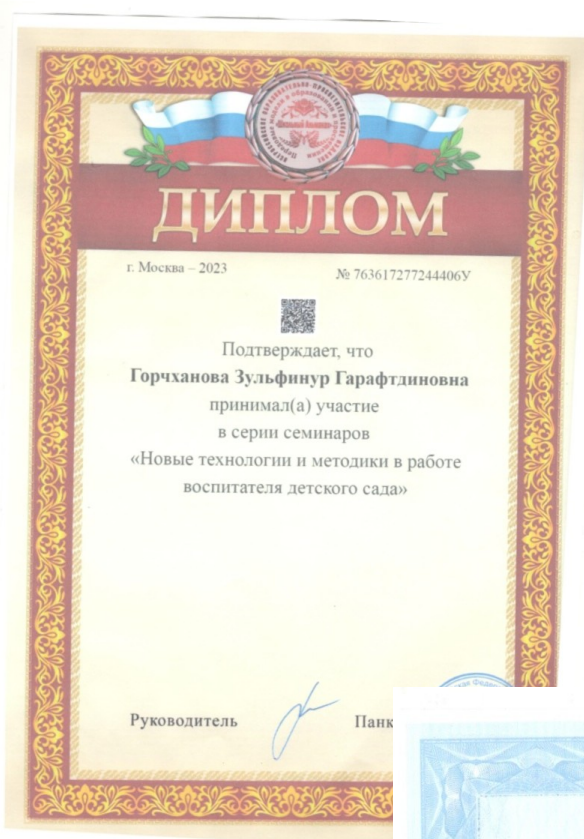 ДИПЛОМ
г. Москва – 2023
№ 763617277244406У
Подтверждает, что
Горчханова Зульфинур Гарафтдиновна
принимал(а) участие
в серии семинаров
«Новые технологии и методики в работе
воспитателя детского сада»
Руководитель
Панк